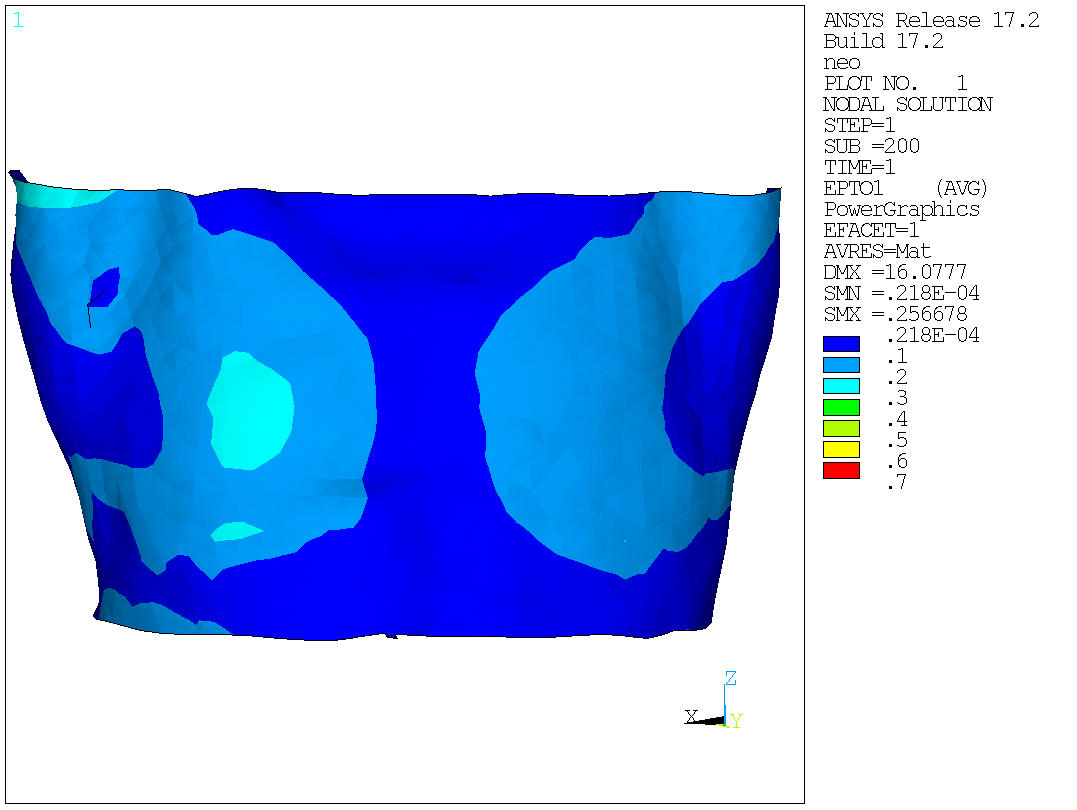 1
ANSYS Release 17.2
Build 17.2
neo
PLOT NO.   1
NODAL SOLUTION
STEP=1
SUB =200
TIME=1
EPTO1    (AVG)
PowerGraphics
EFACET=1
AVRES=Mat
DMX =16.0777
SMN =.218E-04
SMX =.256678
.218E-04
.1
.2
.3
.4
.5
.6
.7
Z
X
Y